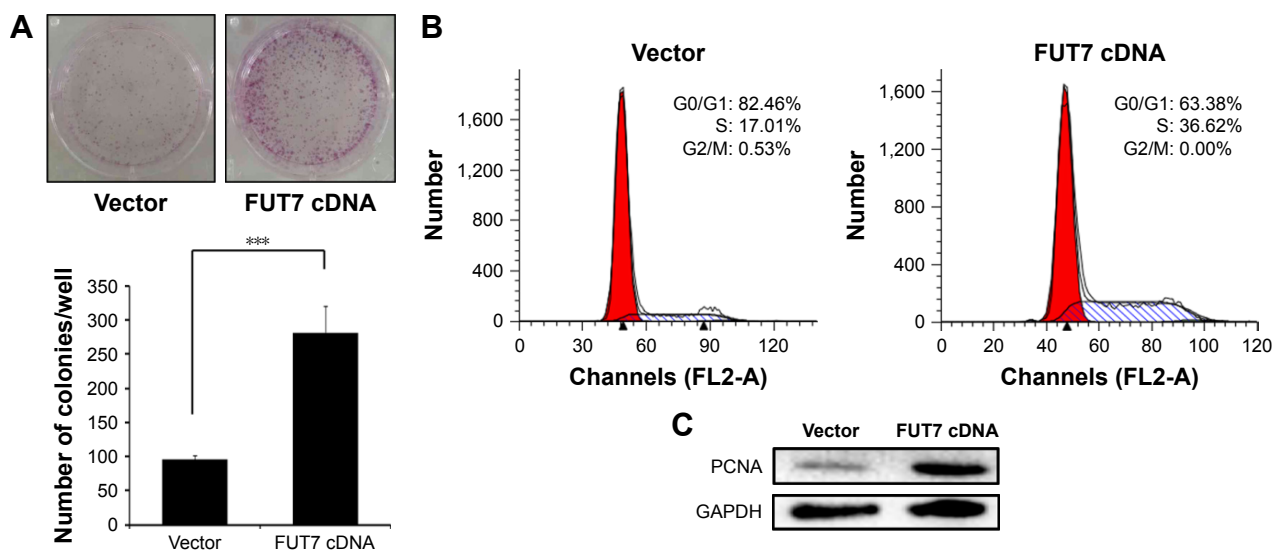 A
Vector
FUT7 cDNA
***
Number of colonies/well
350
300
250
200
150
100
50
0
Vector
FUT7 cDNA
B
Vector
G0/G1: 82.46%
S: 17.01%
G2/M: 0.53%
Number
1,600
1,200
800
400
0
0
30
60
90
120
Channels (FL2-A)
FUT7 cDNA
G0/G1: 63.38%
S: 36.62%
G2/M: 0.00%
Number
1,600
1,200
800
400
0
0
20
40
60
80
100
120
Channels (FL2-A)
C
Vector
FUT7 cDNA
PCNA
GAPDH